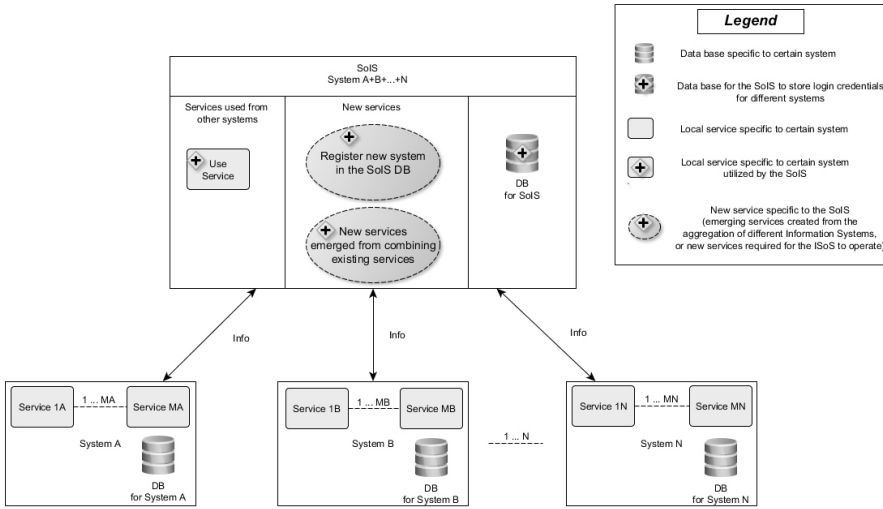 Legend
Data base specific to certain system
Data base for the SoIS to store login credentials
for different systems
Local service specific to certain system
Local service specific to certain system
utilized by the SoIS
New service specific to the SoIS
(emerging services created from the
aggregation of different Information Systems,
or new services required for the ISoS to operate)
SoIS
System A+B+...+N
Services used from
other systems
Use
Service
New services
Register new system
in the SoIS DB
New services
emerged from combining
existing services
DB
for SoIS
Info
Info
Info
Service 1A
1 ... MA
Service MA
System A
DB
for System A
Service 1B
1 ... MB
Service MB
System B
DB
for System B
1 ... N
Service 1N
1 ... MN
Service MN
System N
DB
for System N